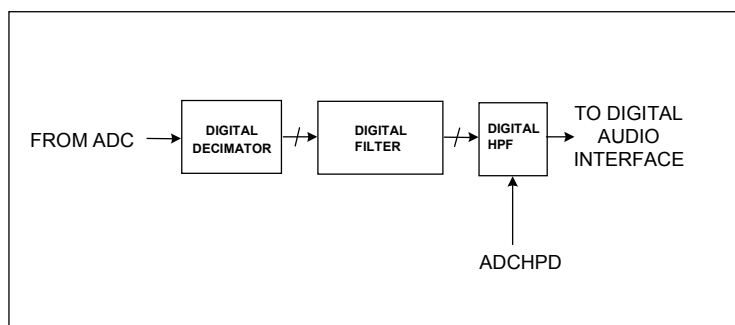 FROM ADC
DIGITAL
DECIMATOR
DIGITAL
FILTER
DIGITAL
HPF
TO DIGITAL
AUDIO
INTERFACE
ADCHPD